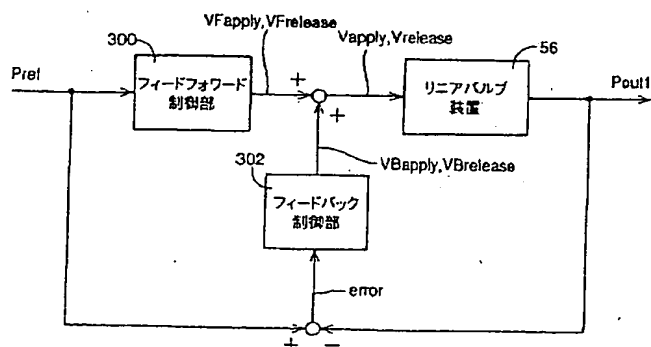 VFapply,VFrelease
300
Vapply,Vrelease
56
Pref
フィードフォワード
制御部
+
リニアバルブ
装置
Pout1
+
VBapply,VBrelease
302
フィードバック
制御部
error
+
−